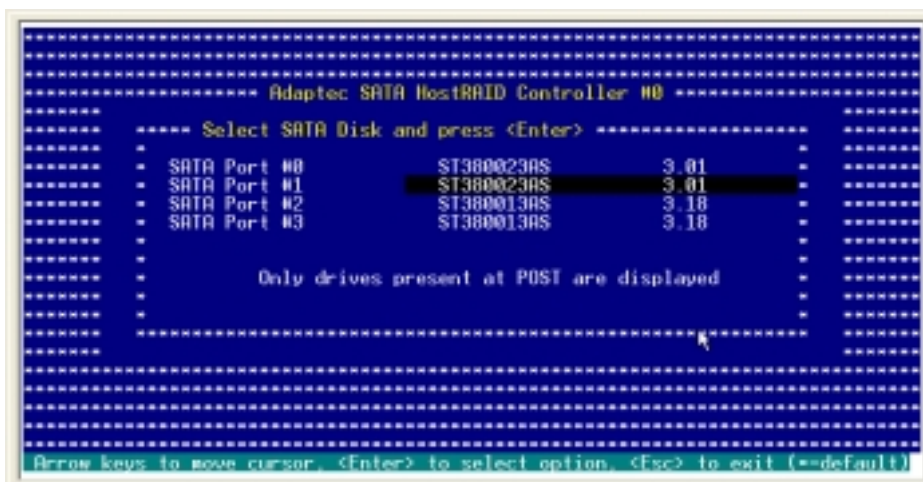 Adaptec SATA HostRAID Controller #0
Select SATA Disk and press <Enter>
SATA Port #0 ST380023AS 3.01
SATA Port #1 ST380023AS 3.01
SATA Port #2 ST380013AS 3.18
SATA Port #3 ST380013AS 3.18
Only drives present at POST are displayed
Arrow keys to move cursor, <Enter> to select option, <Esc> to exit (*=default)